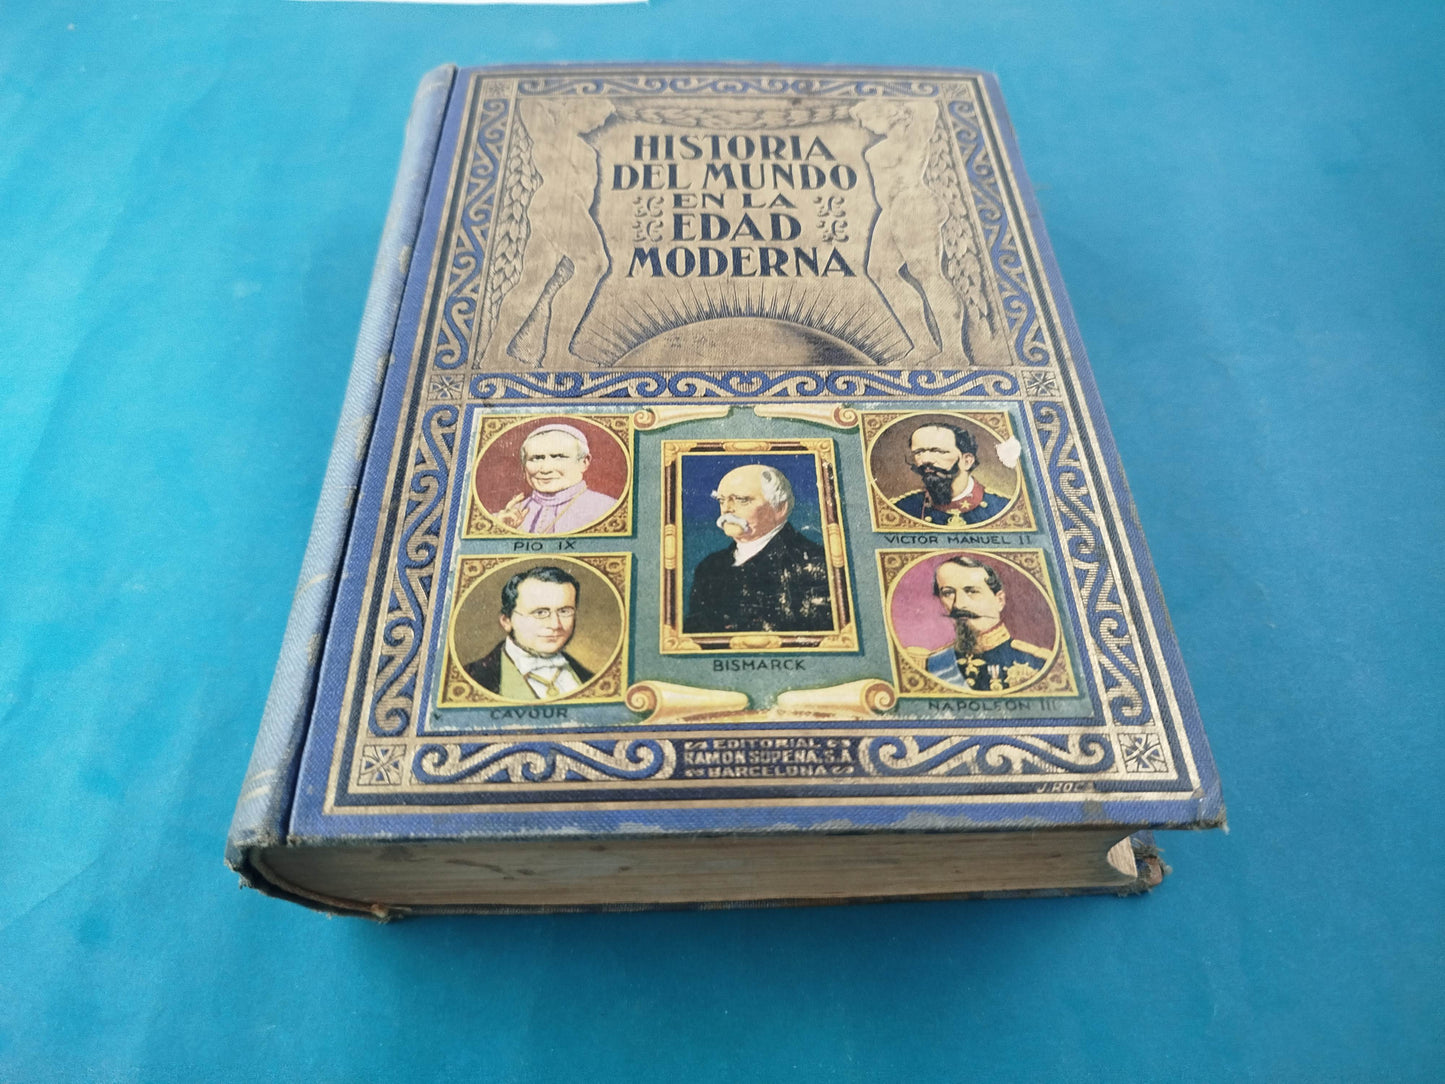 HISTORIA
DEL MUNDO
EN LA
EDAD
MODERNA
PIO IX
VICTOR MANUEL II
BISMARCK
CAVOUR
NAPOLEON III
EDITORIAL
RAMON SOPENA, S.A.
BARCELONA